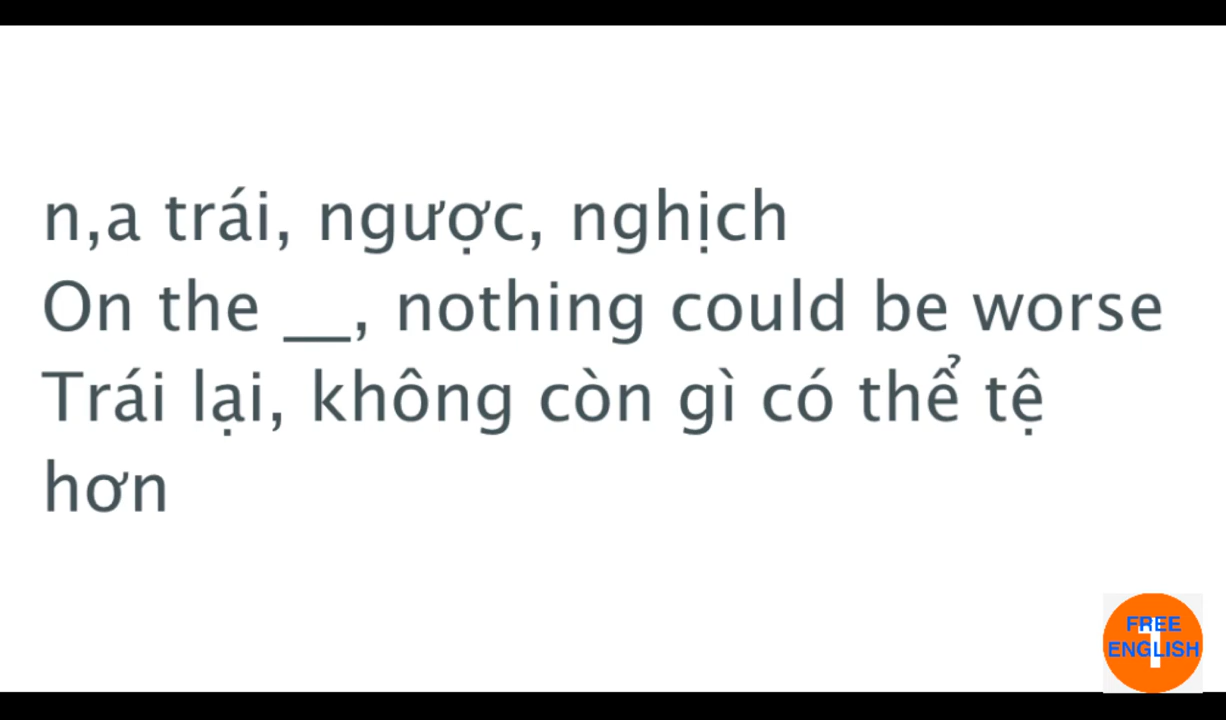 n,a trái, ngược, nghịch
On the __, nothing could be worse
Trái lại, không còn gì có thể tệ
hơn
1
FREE
ENGLISH